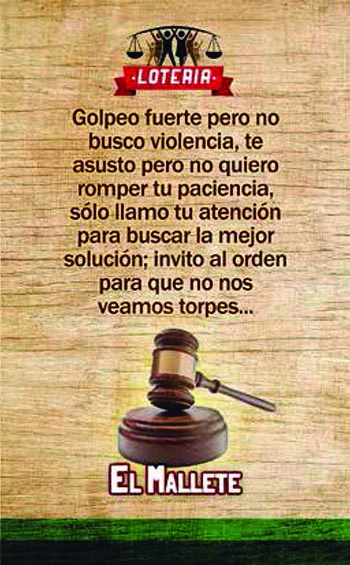 LOTERIA
Golpeo fuerte pero no
busco violencia, te
asusto pero no quiero
romper tu paciencia,
sólo llamo tu atención
para buscar la mejor
solución; invito al orden
para que no nos
veamos torpes...
EL MALLETE